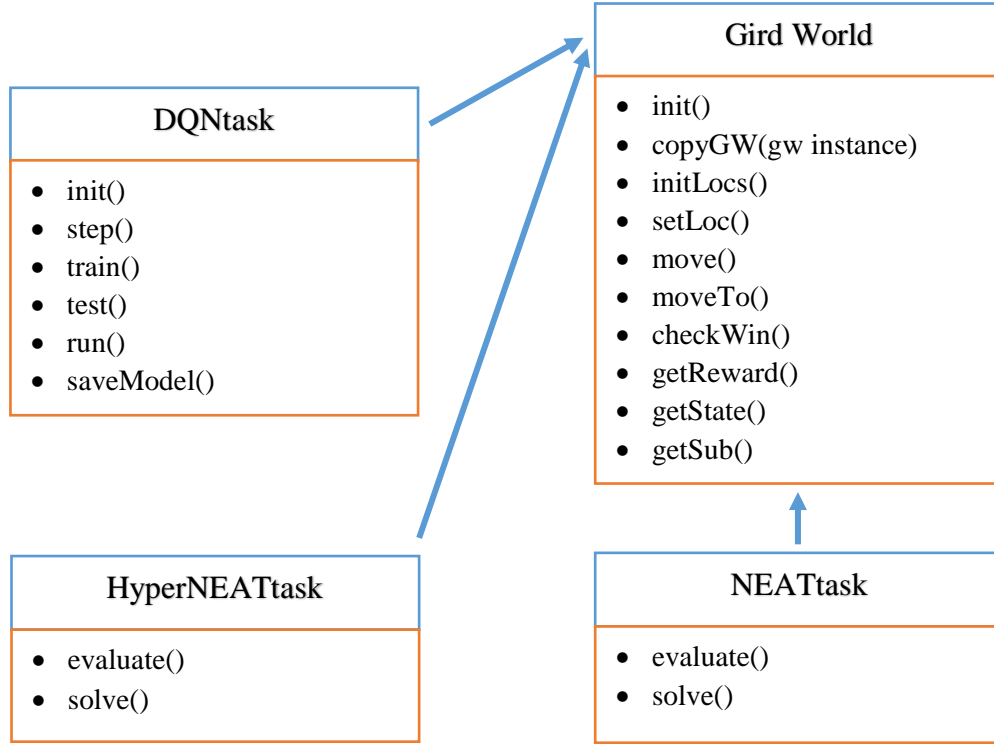 Gird World
• init()
• copyGW(gw instance)
• initLocs()
• setLoc()
• move()
• moveTo()
• checkWin()
• getReward()
• getState()
• getSub()
DQNtask
• init()
• step()
• train()
• test()
• run()
• saveModel()
HyperNEATtask
• evaluate()
• solve()
NEATtask
• evaluate()
• solve()